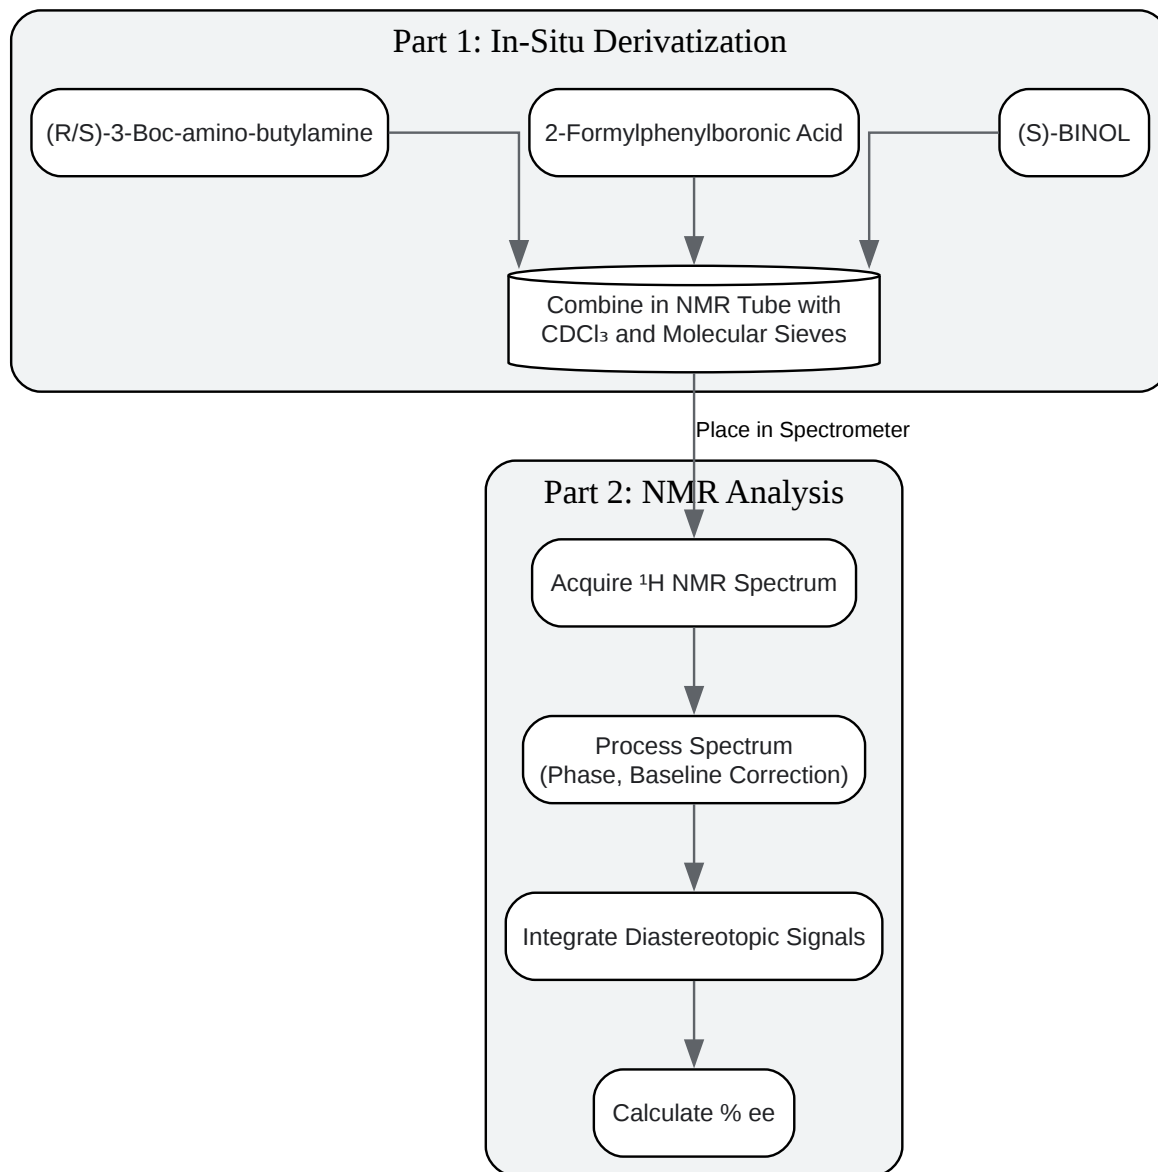 Part 1: In-Situ Derivatization
(R/S)-3-Boc-amino-butylamine
2-Formylphenylboronic Acid
(S)-BINOL
Combine in NMR Tube with
CDCl₃ and Molecular Sieves
Place in Spectrometer
Part 2: NMR Analysis
Acquire ¹H NMR Spectrum
Process Spectrum
(Phase, Baseline Correction)
Integrate Diastereotopic Signals
Calculate % ee